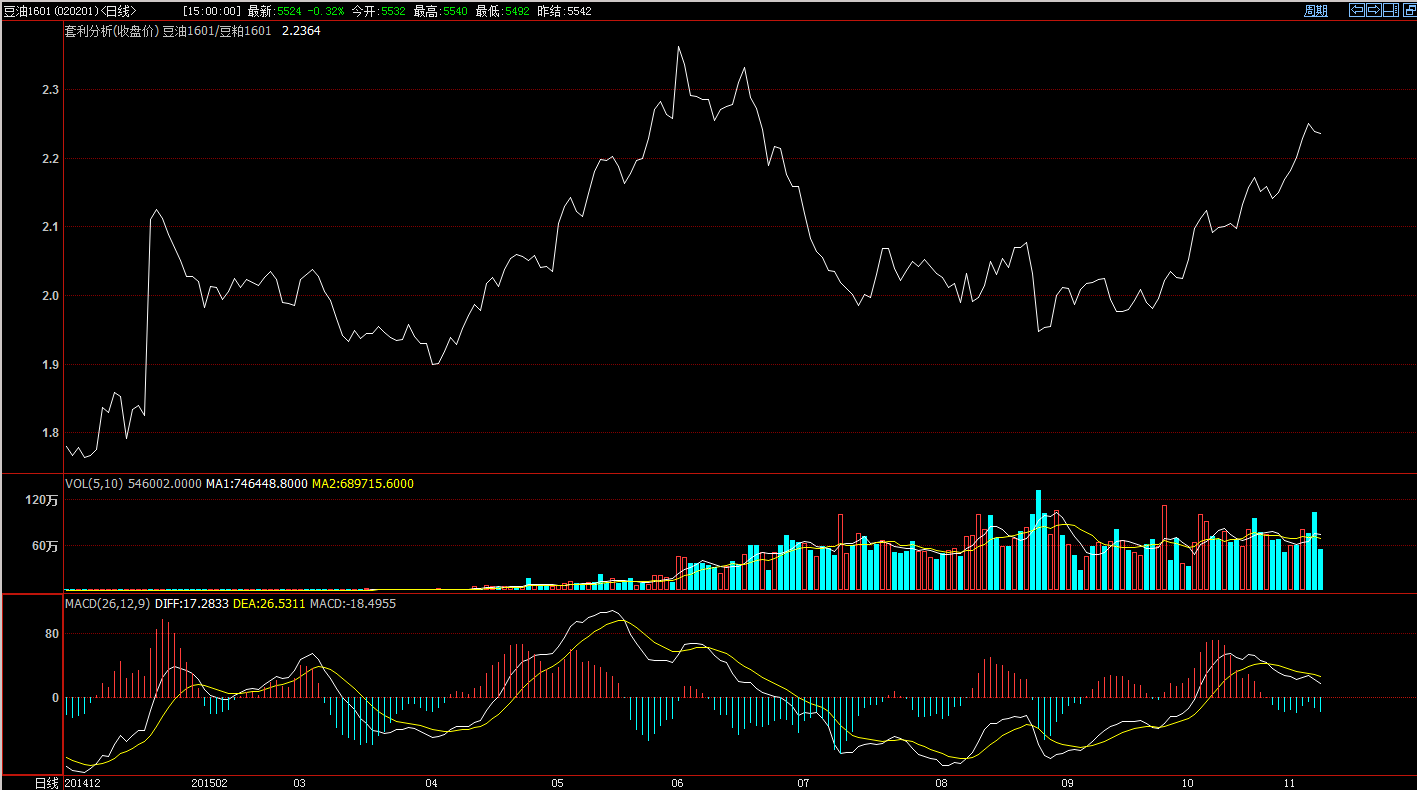 豆油1601(020201)<日线> [15:00:00] 最新:5524 -0.32% 今开:5532 最高:5540 最低:5492 昨结:5542 周期
套利分析(收盘价) 豆油1601/豆粕1601 2.2364
2.3
2.2
2.1
2.0
1.9
1.8
VOL(5,10) 546002.0000 MA1:746448.8000 MA2:689715.6000
120万
60万
MACD(26,12,9) DIFF:17.2833 DEA:26.5311 MACD:-18.4955
80
0
日线 201412 201502 03 04 05 06 07 08 09 10 11